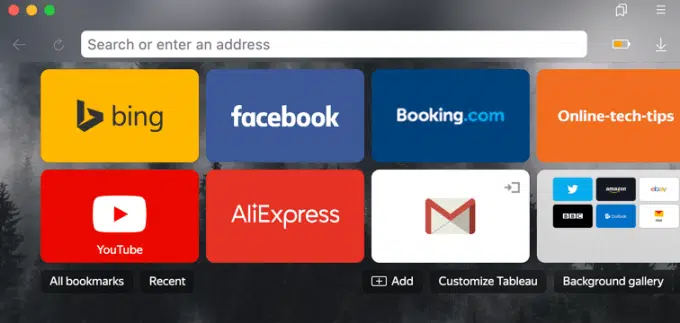 Search or enter an address
bing
facebook
Booking.com
Online-tech-tips
YouTube
AliExpress
amazon
ebay
BBC
Outlook
All bookmarks
Recent
Add
Customize Tableau
Background gallery